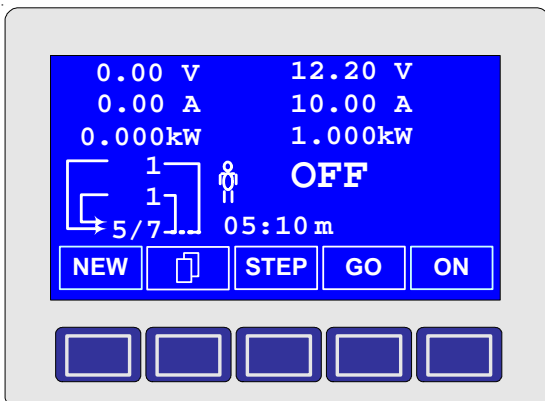 0.00 V 12.20 V
0.00 A 10.00 A
0.000kW 1.000kW
1
OFF
1
5/7 05:10m
NEW STEP GO ON